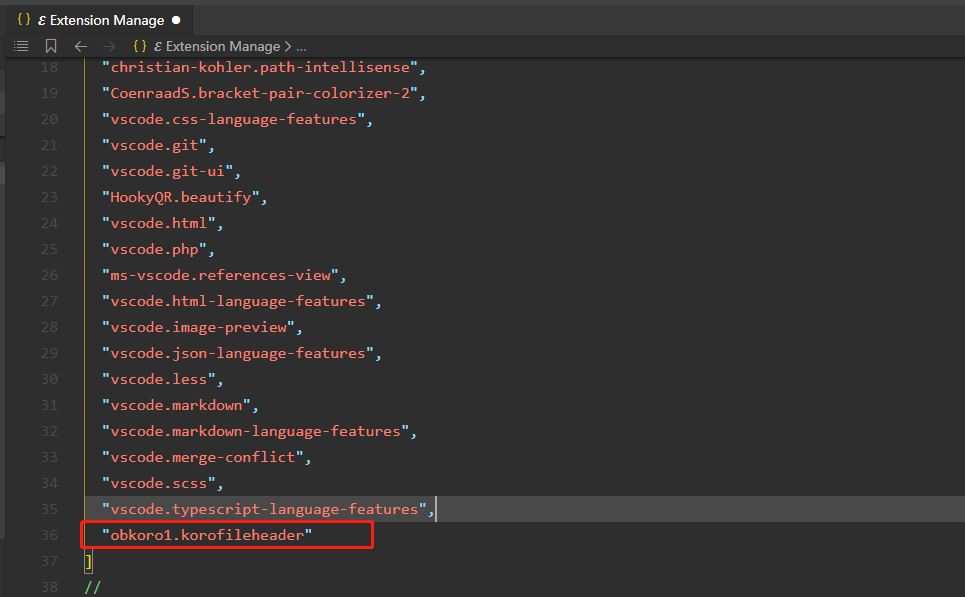 {} ℰ Extension Manage ●
{} ℰ Extension Manage > ...
18 "christian-kohler.path-intellisense",
19 "CoenraadS.bracket-pair-colorizer-2",
20 "vscode.css-language-features",
21 "vscode.git",
22 "vscode.git-ui",
23 "HookyQR.beautify",
24 "vscode.html",
25 "vscode.php",
26 "ms-vscode.references-view",
27 "vscode.html-language-features",
28 "vscode.image-preview",
29 "vscode.json-language-features",
30 "vscode.less",
31 "vscode.markdown",
32 "vscode.markdown-language-features",
33 "vscode.merge-conflict",
34 "vscode.scss",
35 "vscode.typescript-language-features",
36 "obkoro1.korofileheader"
37 ]
38 //